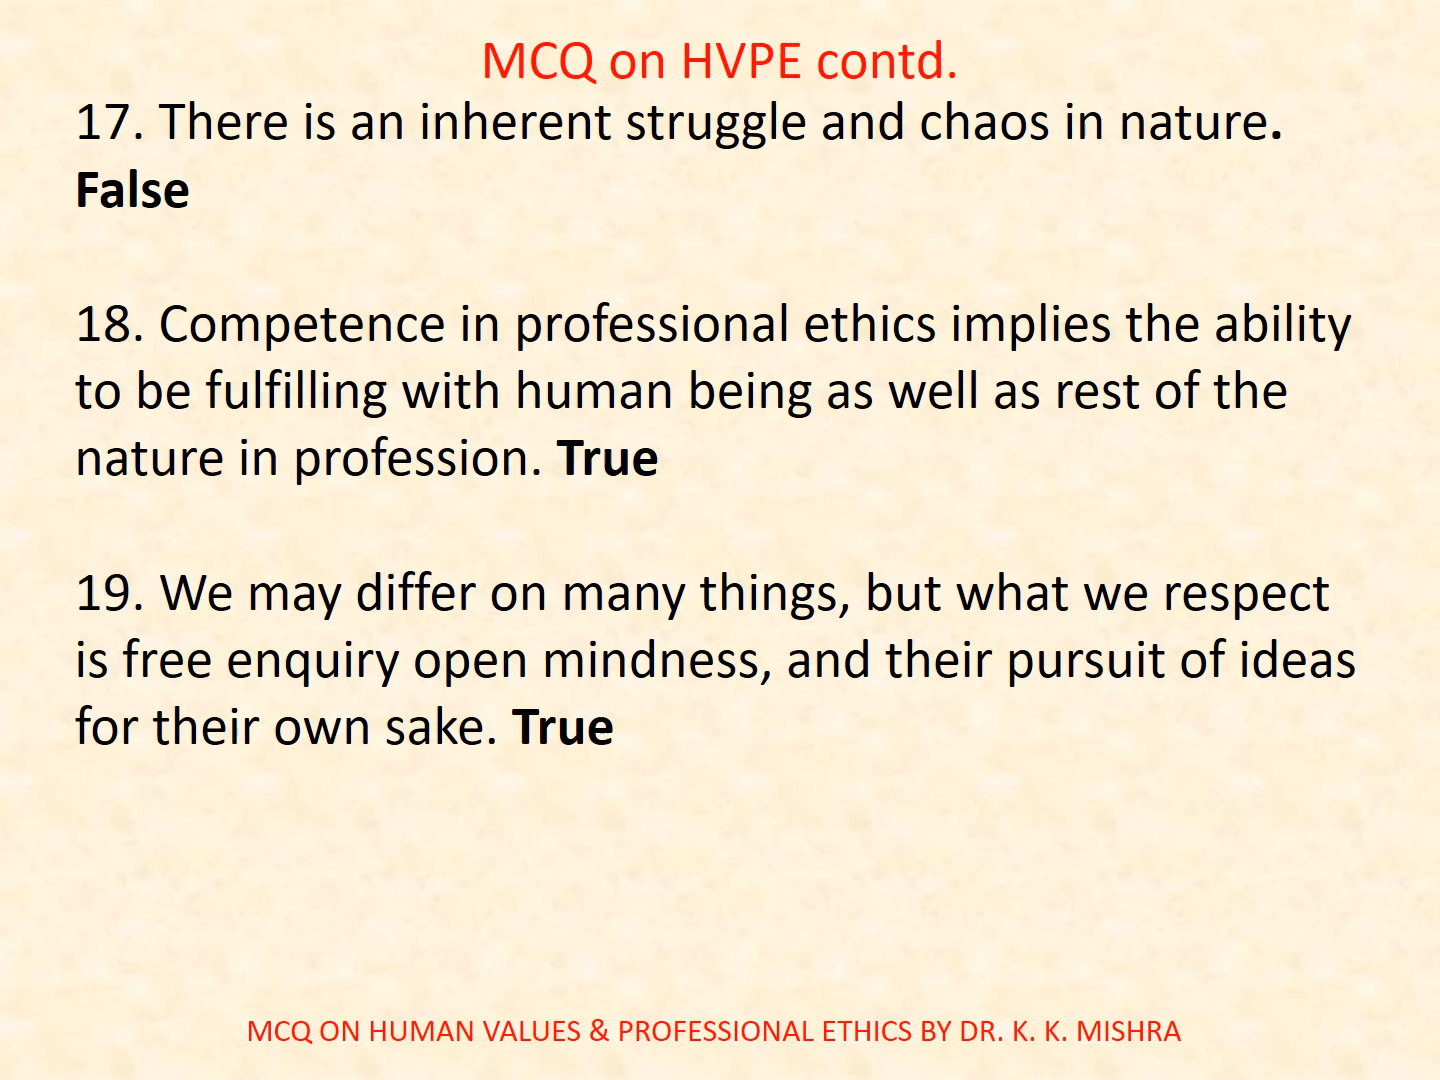 MCQ on HVPE contd.
17. There is an inherent struggle and chaos in nature.
False
18. Competence in professional ethics implies the ability
to be fulfilling with human being as well as rest of the
nature in profession. True
19. We may differ on many things, but what we respect
is free enquiry open mindness, and their pursuit of ideas
for their own sake. True
MCQ ON HUMAN VALUES & PROFESSIONAL ETHICS BY DR. K. K. MISHRA